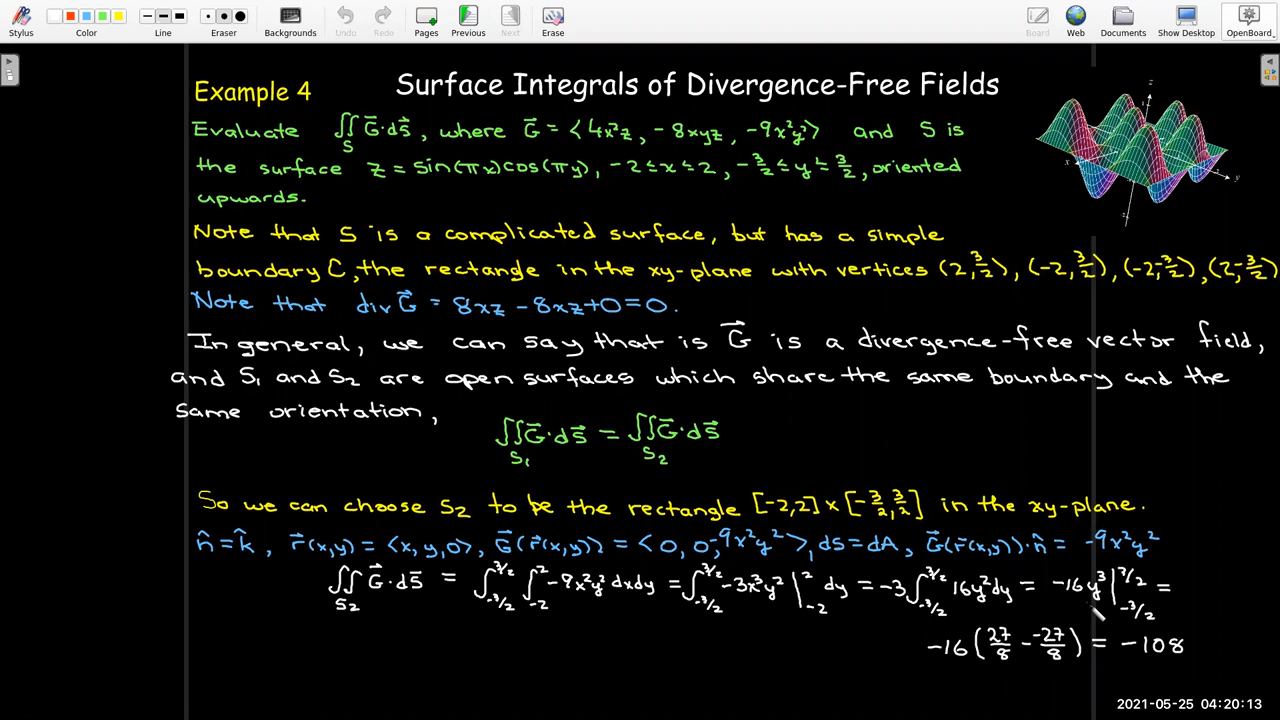 Stylus Color Line Eraser Backgrounds Undo Redo Pages Previous Next Erase Board Web Documents Show Desktop OpenBoard
Example 4
Surface Integrals of Divergence-Free Fields
Evaluate ∬_S G⃗·dS⃗, where G⃗ = ⟨4x²z, -8xyz, -9x²y²⟩ and S is
the surface z = sin(πx)cos(πy), -2≤x≤2, -3/2≤y≤3/2, oriented
upwards.
Note that S is a complicated surface, but has a simple
boundary C, the rectangle in the xy-plane with vertices (2,3/2), (-2,3/2), (-2,-3/2), (2,-3/2)
Note that div G⃗ = 8xz - 8xz + 0 = 0.
In general, we can say that is G⃗ is a divergence-free vector field,
and S₁ and S₂ are open surfaces which share the same boundary and the
same orientation,
∬_S₁ G⃗·dS⃗ = ∬_S₂ G⃗·dS⃗
So we can choose S₂ to be the rectangle [-2,2]×[-3/2,3/2] in the xy-plane.
n̂ = k̂, r⃗(x,y) = ⟨x,y,0⟩, G⃗(r⃗(x,y)) = ⟨0,0,-9x²y²⟩, dS = dA, G⃗(r⃗(x,y))·n̂ = -9x²y²
∬_S₂ G⃗·dS⃗ = ∫_{-3/2}^{3/2} ∫_{-2}^{2} -9x²y² dxdy = ∫_{-3/2}^{3/2} -3x³y² |_{-2}^{2} dy = -3∫_{-3/2}^{3/2} 16y²dy = -16y³ |_{-3/2}^{3/2} =
-16(27/8 - -27/8) = -108
2021-05-25 04:20:13